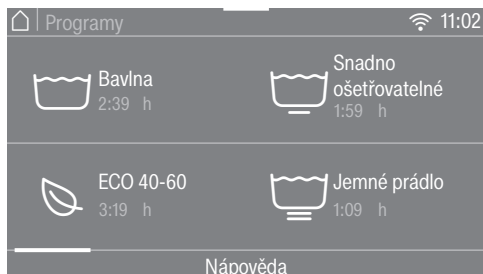 Programy
11:02
Bavlna
2:39 h
Snadno
ošetřovatelné
1:59 h
ECO 40-60
3:19 h
Jemné prádlo
1:09 h
Nápověda